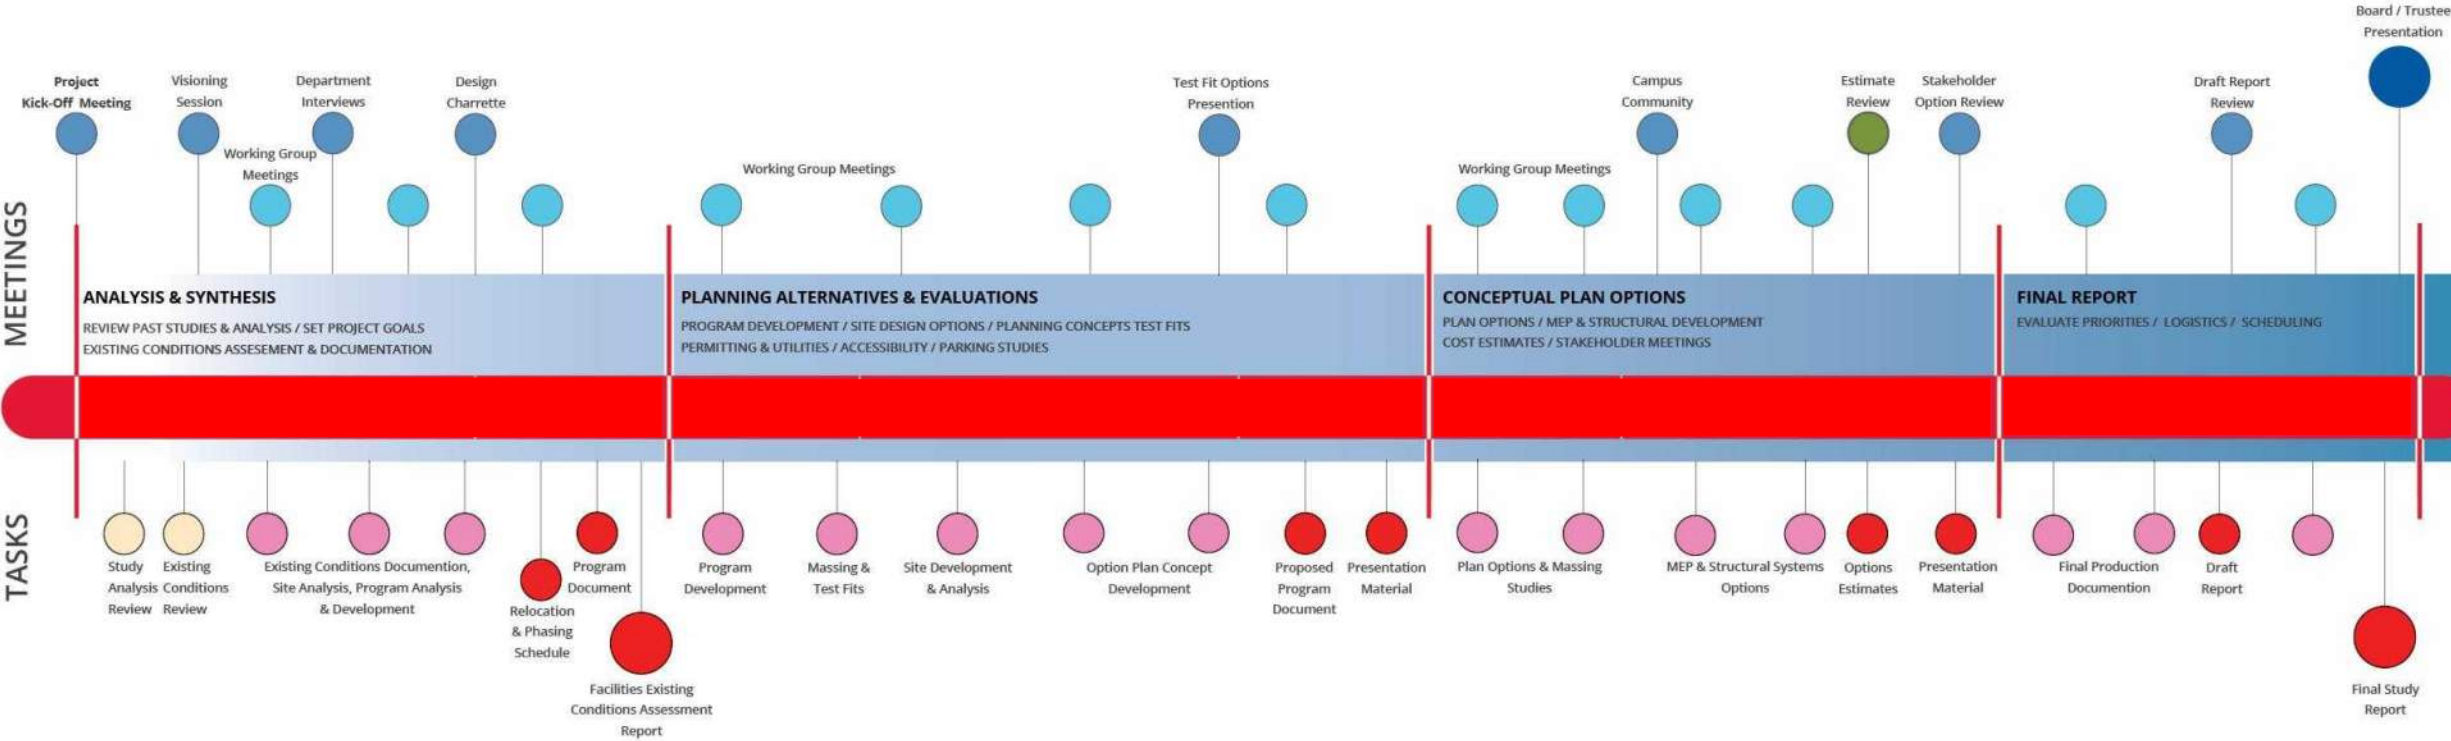 Board / Trustee
Presentation
Project
Kick-Off Meeting
Visioning
Session
Department
Interviews
Design
Charrette
Test Fit Options
Presention
Campus
Community
Estimate
Review
Stakeholder
Option Review
Draft Report
Review
Working Group
Meetings
Working Group Meetings
Working Group Meetings
MEETINGS
ANALYSIS & SYNTHESIS
REVIEW PAST STUDIES & ANALYSIS / SET PROJECT GOALS
EXISTING CONDITIONS ASSESEMENT & DOCUMENTATION
PLANNING ALTERNATIVES & EVALUATIONS
PROGRAM DEVELOPMENT / SITE DESIGN OPTIONS / PLANNING CONCEPTS TEST FITS
PERMITTING & UTILITIES / ACCESSIBILITY / PARKING STUDIES
CONCEPTUAL PLAN OPTIONS
PLAN OPTIONS / MEP & STRUCTURAL DEVELOPMENT
COST ESTIMATES / STAKEHOLDER MEETINGS
FINAL REPORT
EVALUATE PRIORITIES / LOGISTICS / SCHEDULING
TASKS
Study
Analysis
Review
Existing
Conditions
Review
Existing Conditions Documention,
Site Analysis, Program Analysis
& Development
Relocation
& Phasing
Schedule
Program
Document
Facilities Existing
Conditions Assessment
Report
Program
Development
Massing &
Test Fits
Site Development
& Analysis
Option Plan Concept
Development
Proposed
Program
Document
Presentation
Material
Plan Options & Massing
Studies
MEP & Structural Systems
Options
Options
Estimates
Presentation
Material
Final Production
Documention
Draft
Report
Final Study
Report